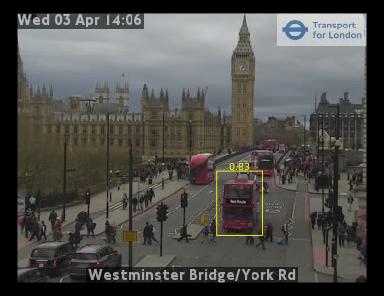 Wed 03 Apr 14:06
Transport
for London
0.83
Westminster Bridge/York Rd